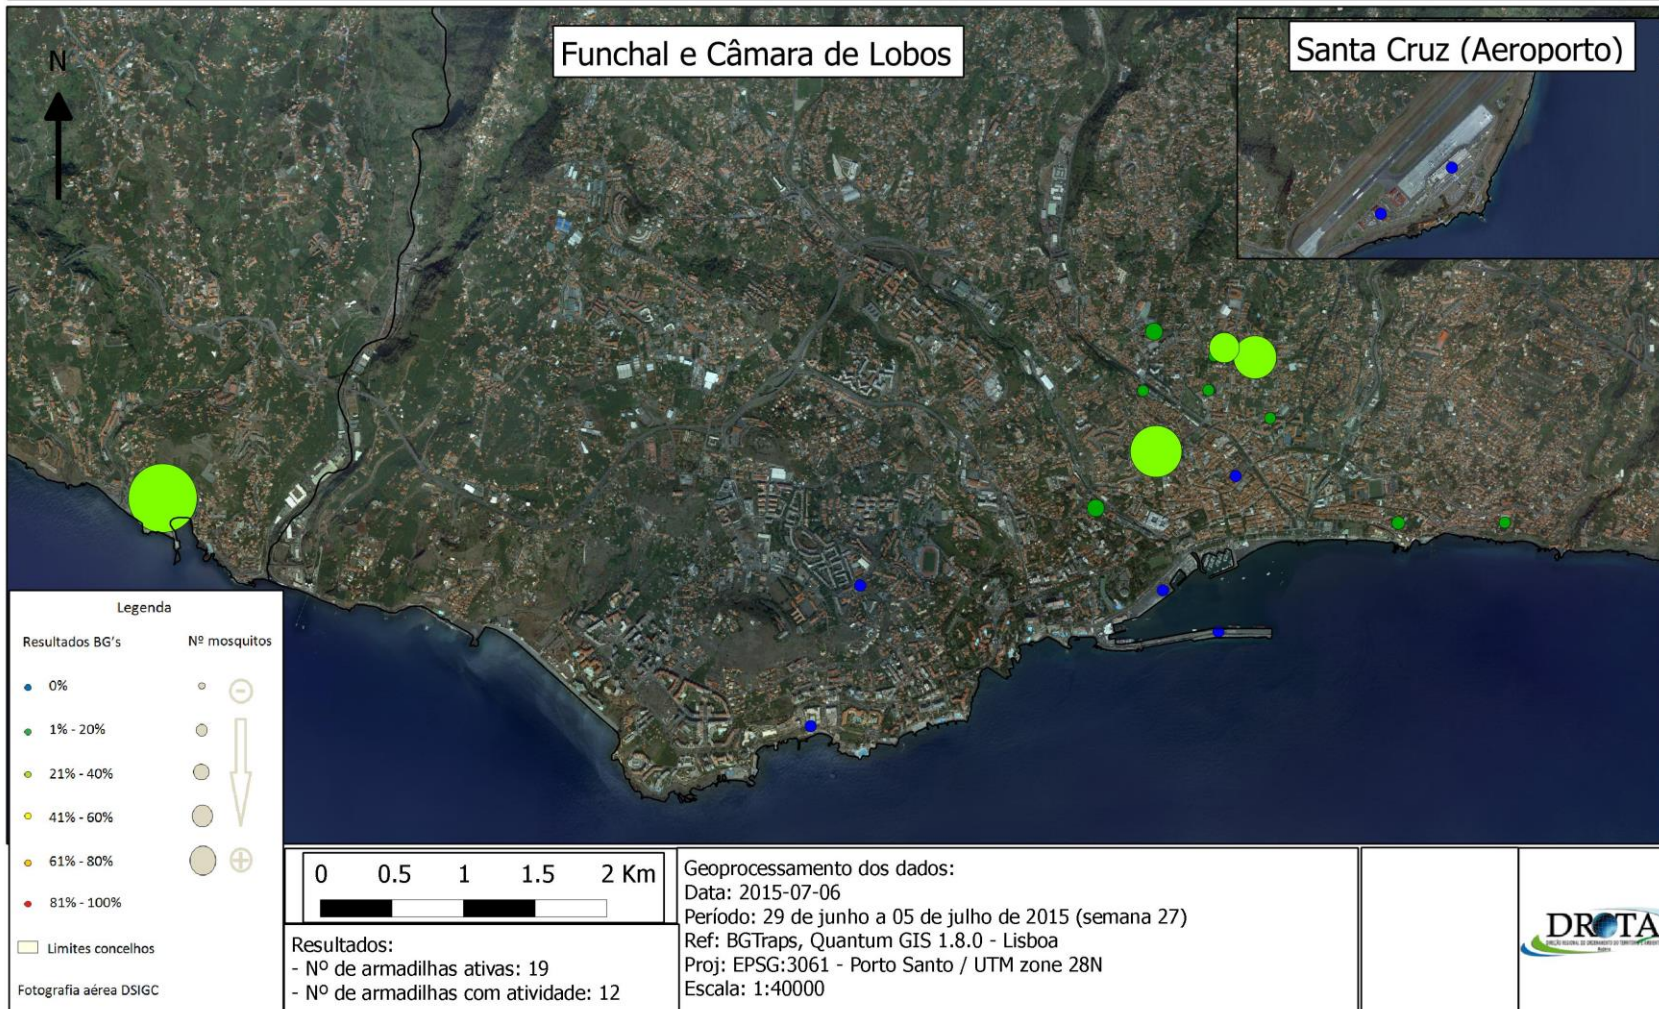 Funchal e Câmara de Lobos
Santa Cruz (Aeroporto)
N
Legenda
Resultados BG's
Nº mosquitos
0%
1% - 20%
21% - 40%
41% - 60%
61% - 80%
81% - 100%
Limites concelhos
Fotografia aérea DSIGC
0 0.5 1 1.5 2 Km
Resultados:
- Nº de armadilhas ativas: 19
- Nº de armadilhas com atividade: 12
Geoprocessamento dos dados:
Data: 2015-07-06
Período: 29 de junho a 05 de julho de 2015 (semana 27)
Ref: BGTraps, Quantum GIS 1.8.0 - Lisboa
Proj: EPSG:3061 - Porto Santo / UTM zone 28N
Escala: 1:40000
DROTA